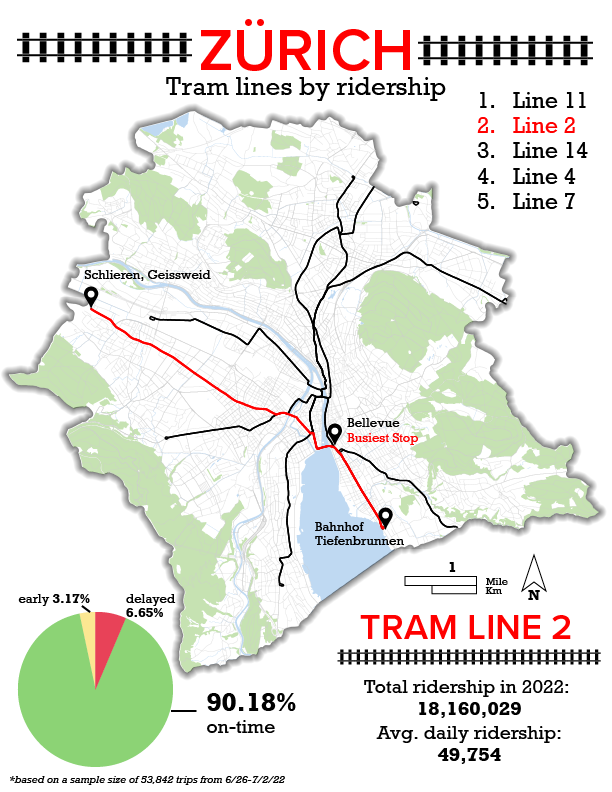 ZÜRICH
Tram lines by ridership
1. Line 11
2. Line 2
3. Line 14
4. Line 4
5. Line 7
Schlieren, Geissweid
Bellevue
Busiest Stop
Bahnhof
Tiefenbrunnen
1
Mile
Km
N
early 3.17%
delayed
6.65%
90.18%
on-time
TRAM LINE 2
Total ridership in 2022:
18,160,029
Avg. daily ridership:
49,754
*based on a sample size of 53,842 trips from 6/26-7/2/22